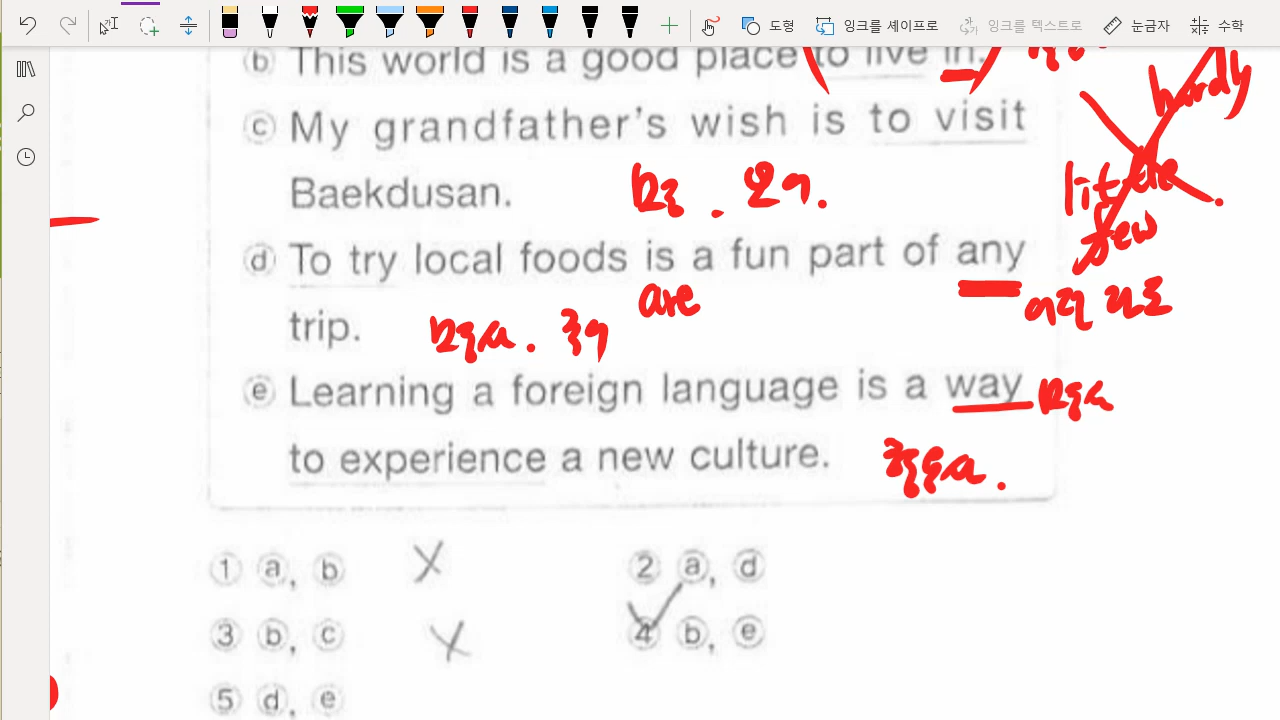 도형 잉크를 셰이프로 잉크를 텍스트로 눈금자 수학
ⓑ This world is a good place to live in.
hardly
ⓒ My grandfather's wish is to visit
Baekdusan.
little
few
ⓓ To try local foods is a fun part of any
are
trip.
ⓔ Learning a foreign language is a way
to experience a new culture.
① ⓐ, ⓑ X ② ⓐ, ⓓ
③ ⓑ, ⓒ X ④ ⓑ, ⓔ
⑤ ⓓ, ⓔ